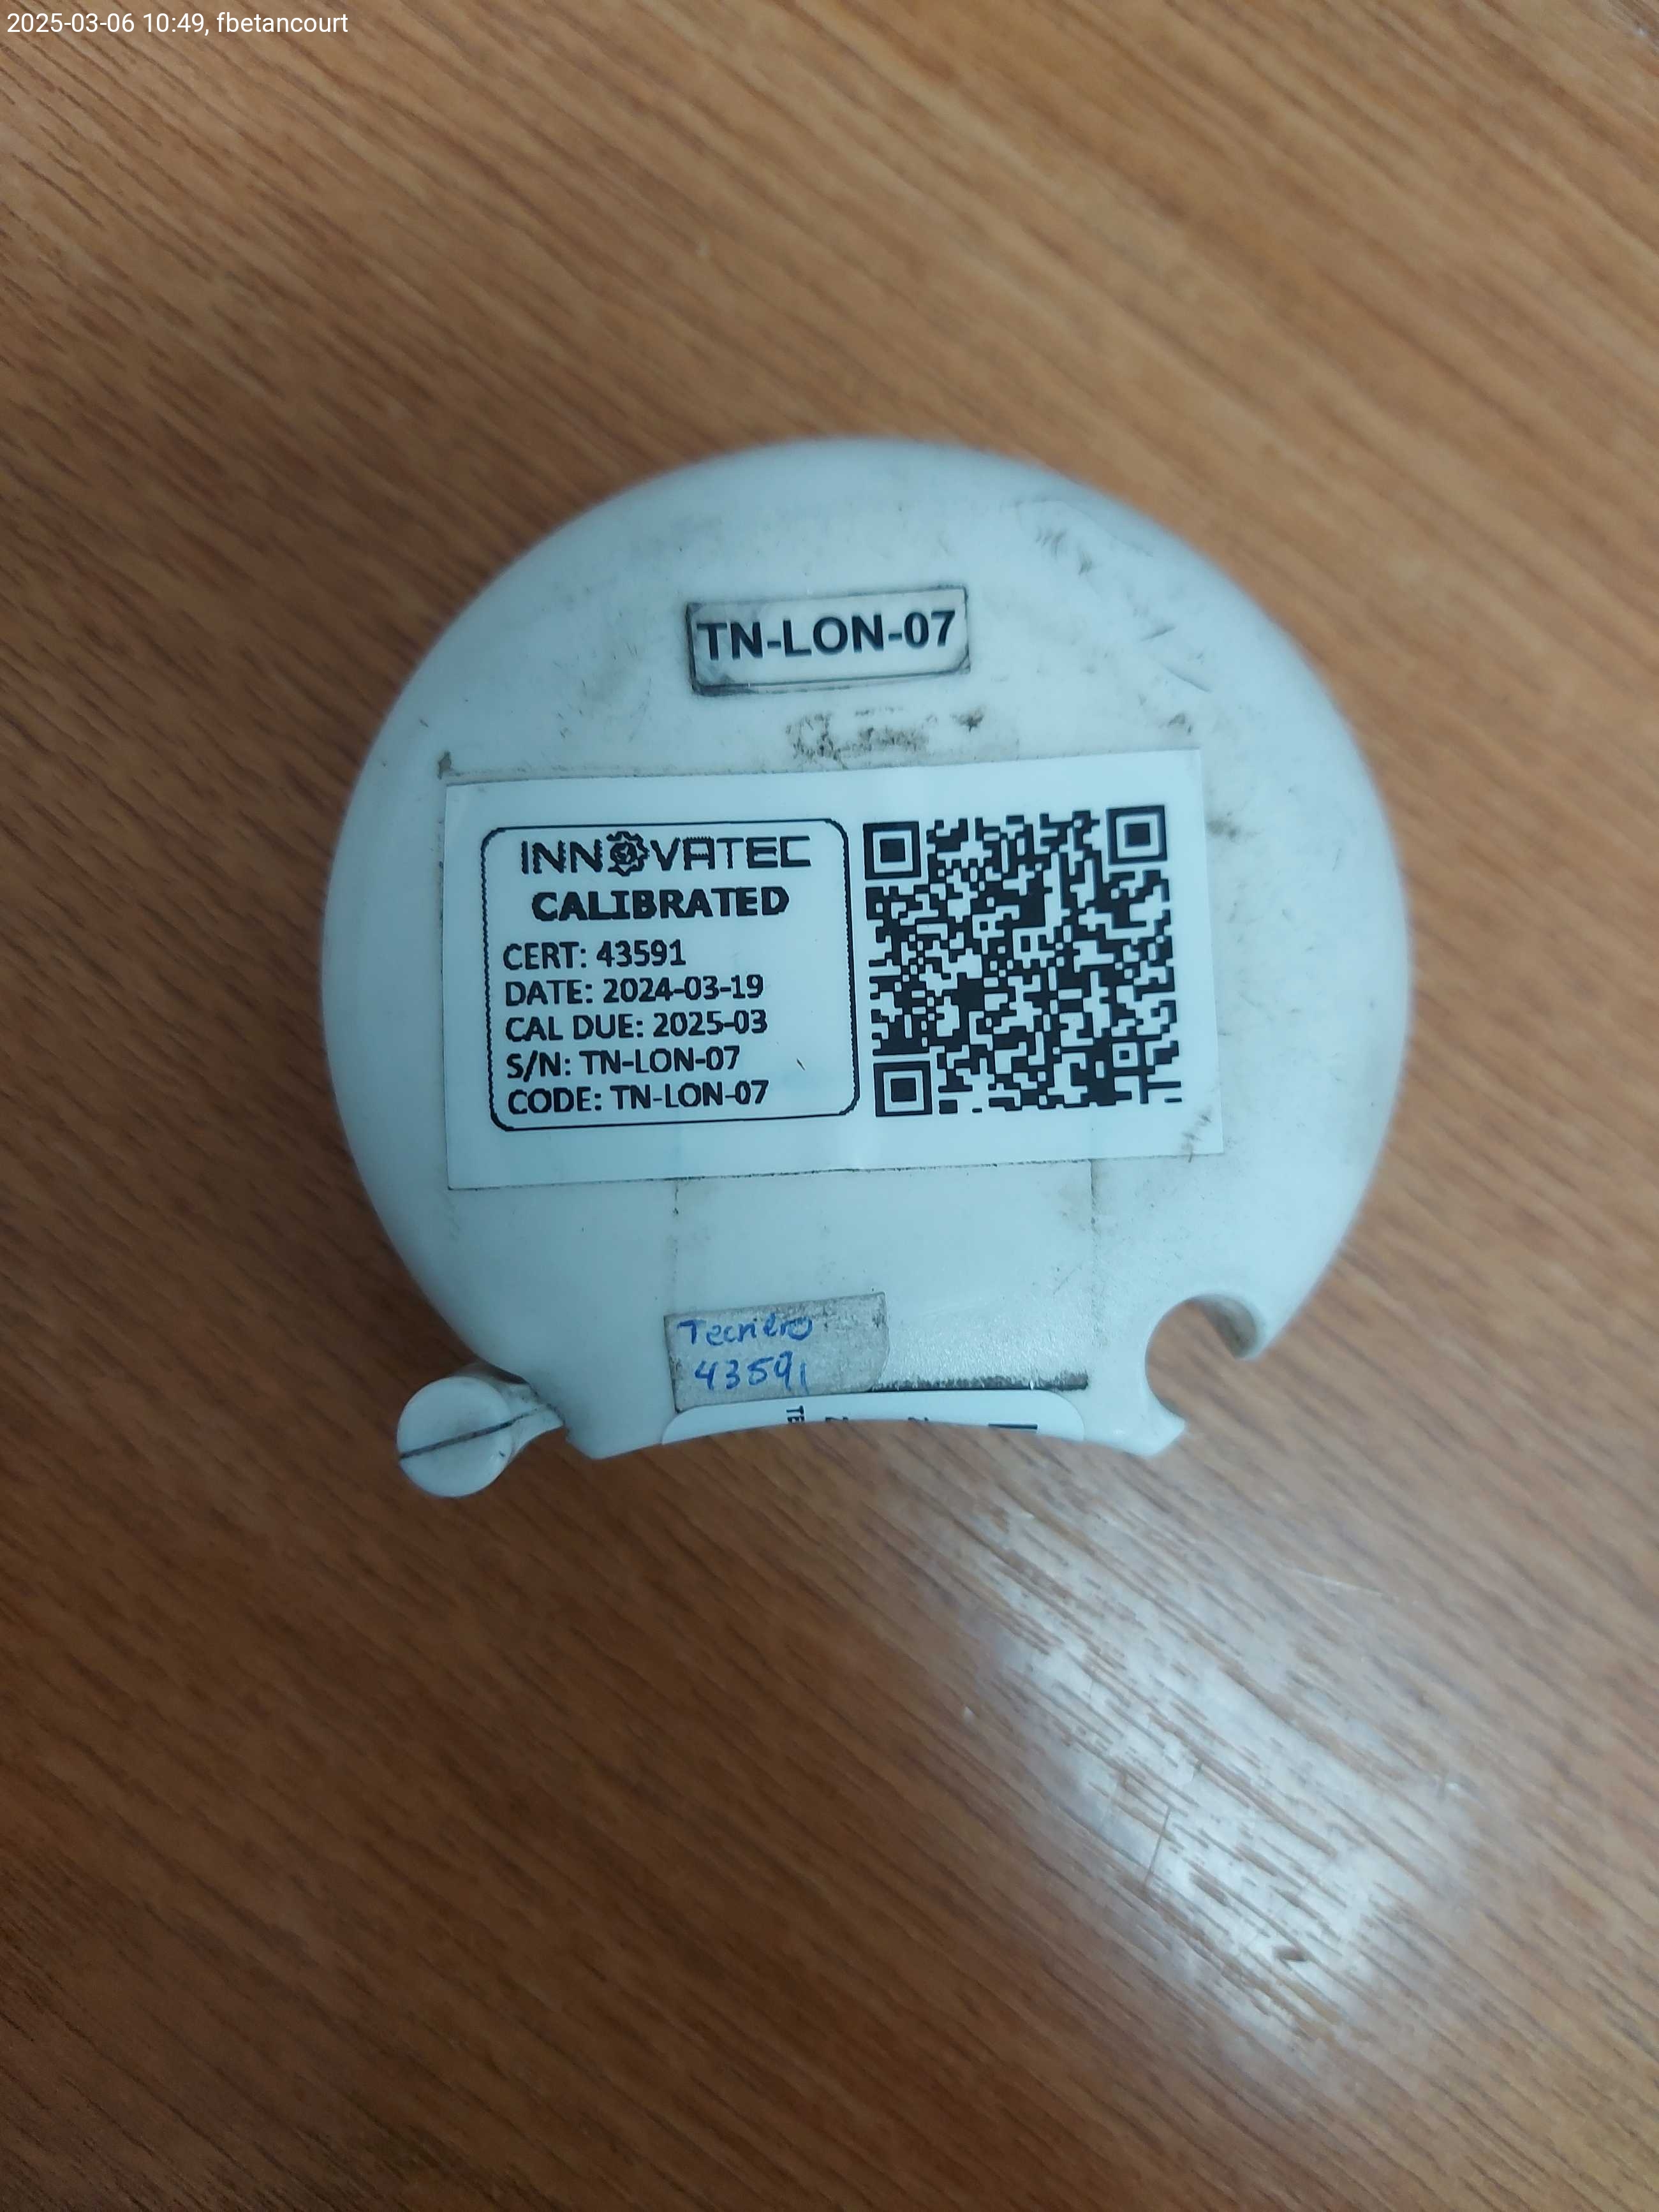 2025-03-06 10:49, fbetancourt
TN-LON-07
INNOVATEC
CALIBRATED
CERT: 43591
DATE: 2024-03-19
CAL DUE: 2025-03
S/N: TN-LON-07
CODE: TN-LON-07
43591